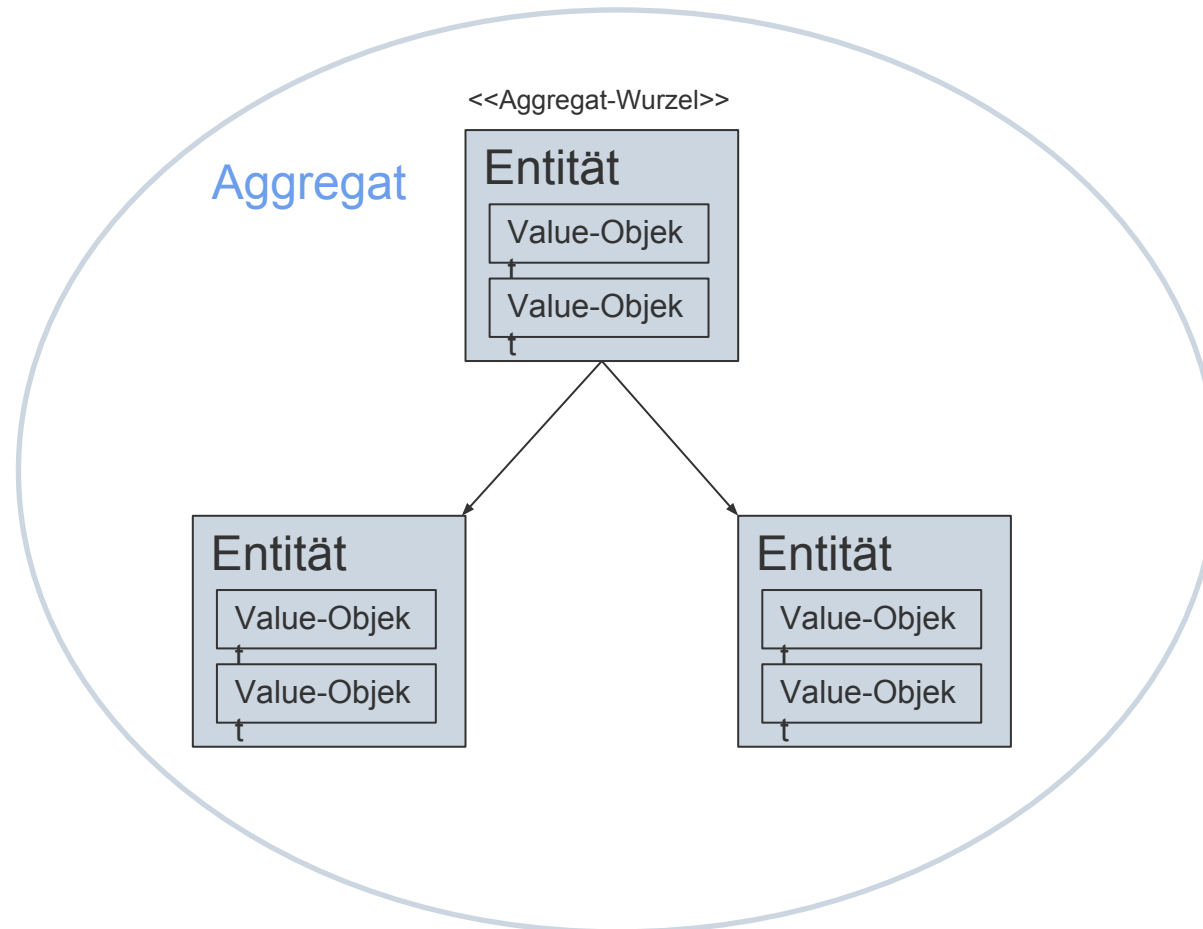 <<Aggregat-Wurzel>>
Aggregat
Entität
Value-Objek
t
Value-Objek
t
Entität
Value-Objek
t
Value-Objek
t
Entität
Value-Objek
t
Value-Objek
t